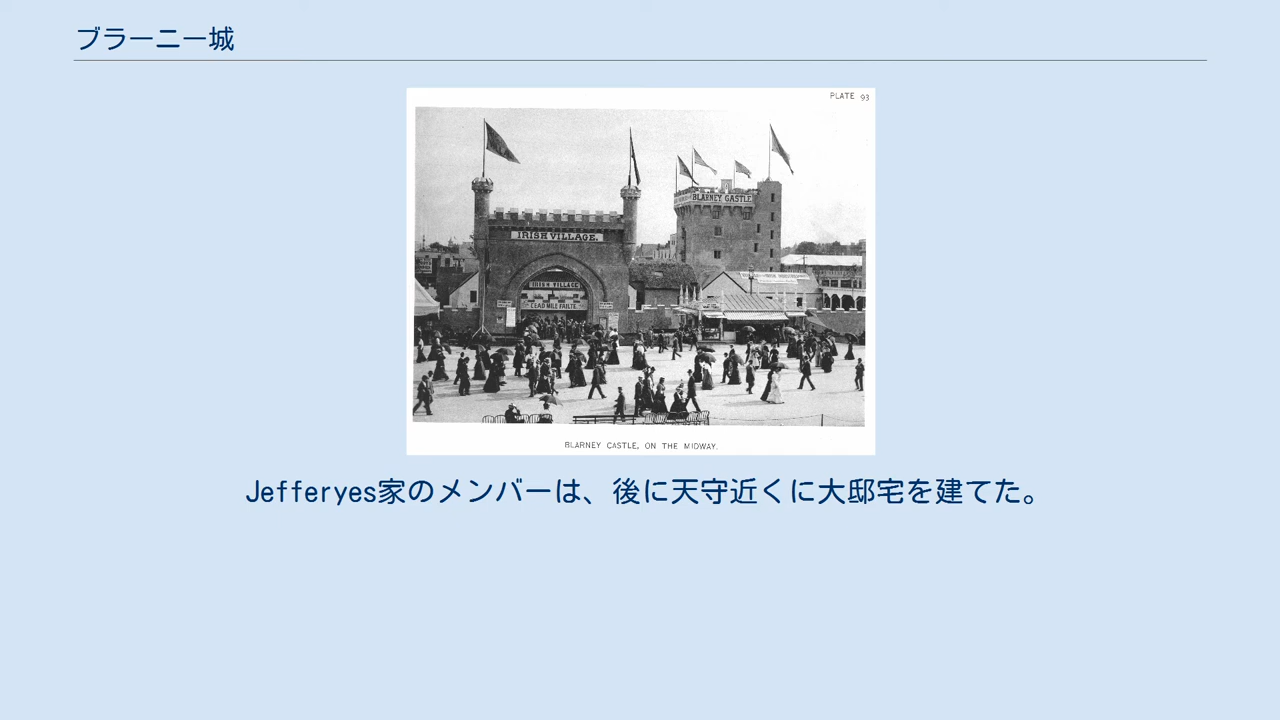 ブラーニー城
PLATE 93
BLARNEY CASTLE
IRISH VILLAGE.
IRISH VILLAGE
CEAD MILE FAILTE
BLARNEY CASTLE, ON THE MIDWAY.
Jefferyes家のメンバーは、後に天守近くに大邸宅を建てた。